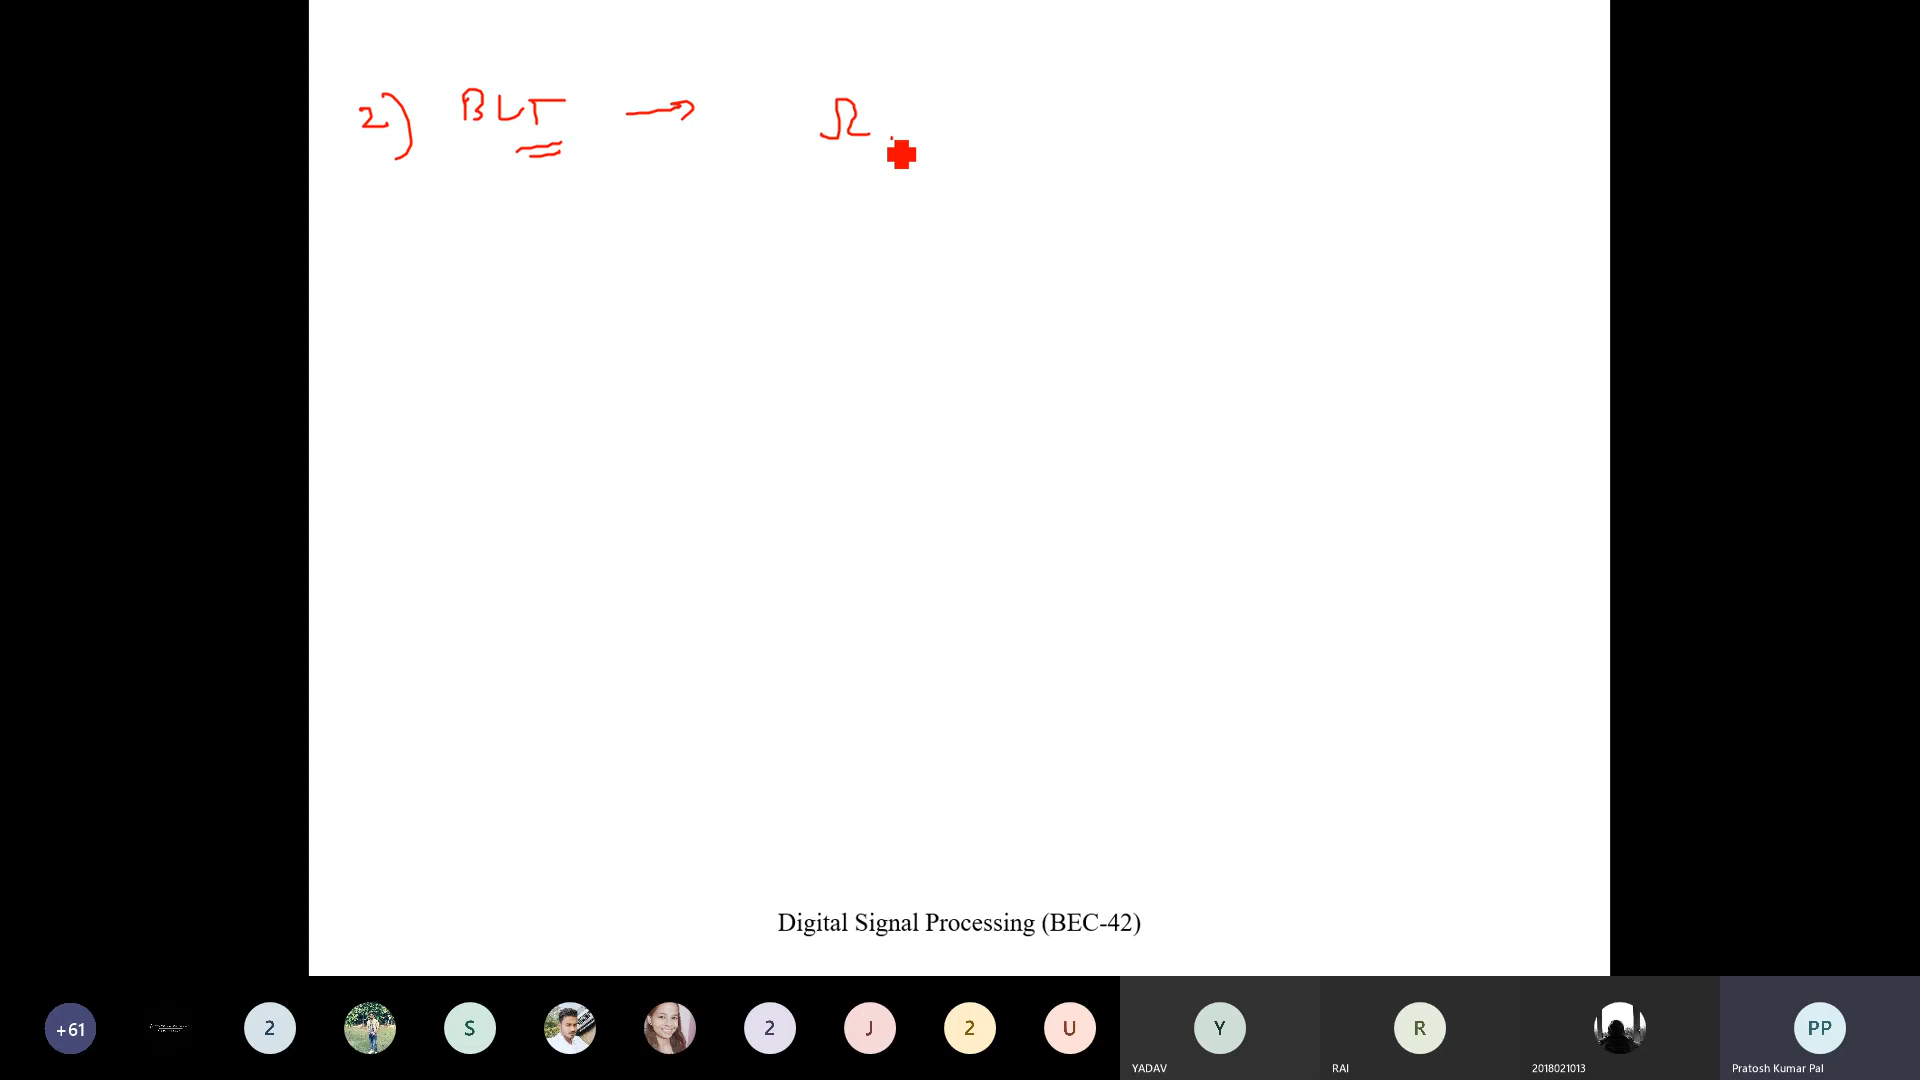 2) BLT → Ω
Digital Signal Processing (BEC-42)
+61
2
S
2
J
2
U
Y
R
PP
YADAV
RAI
2018021013
Pratosh Kumar Pal